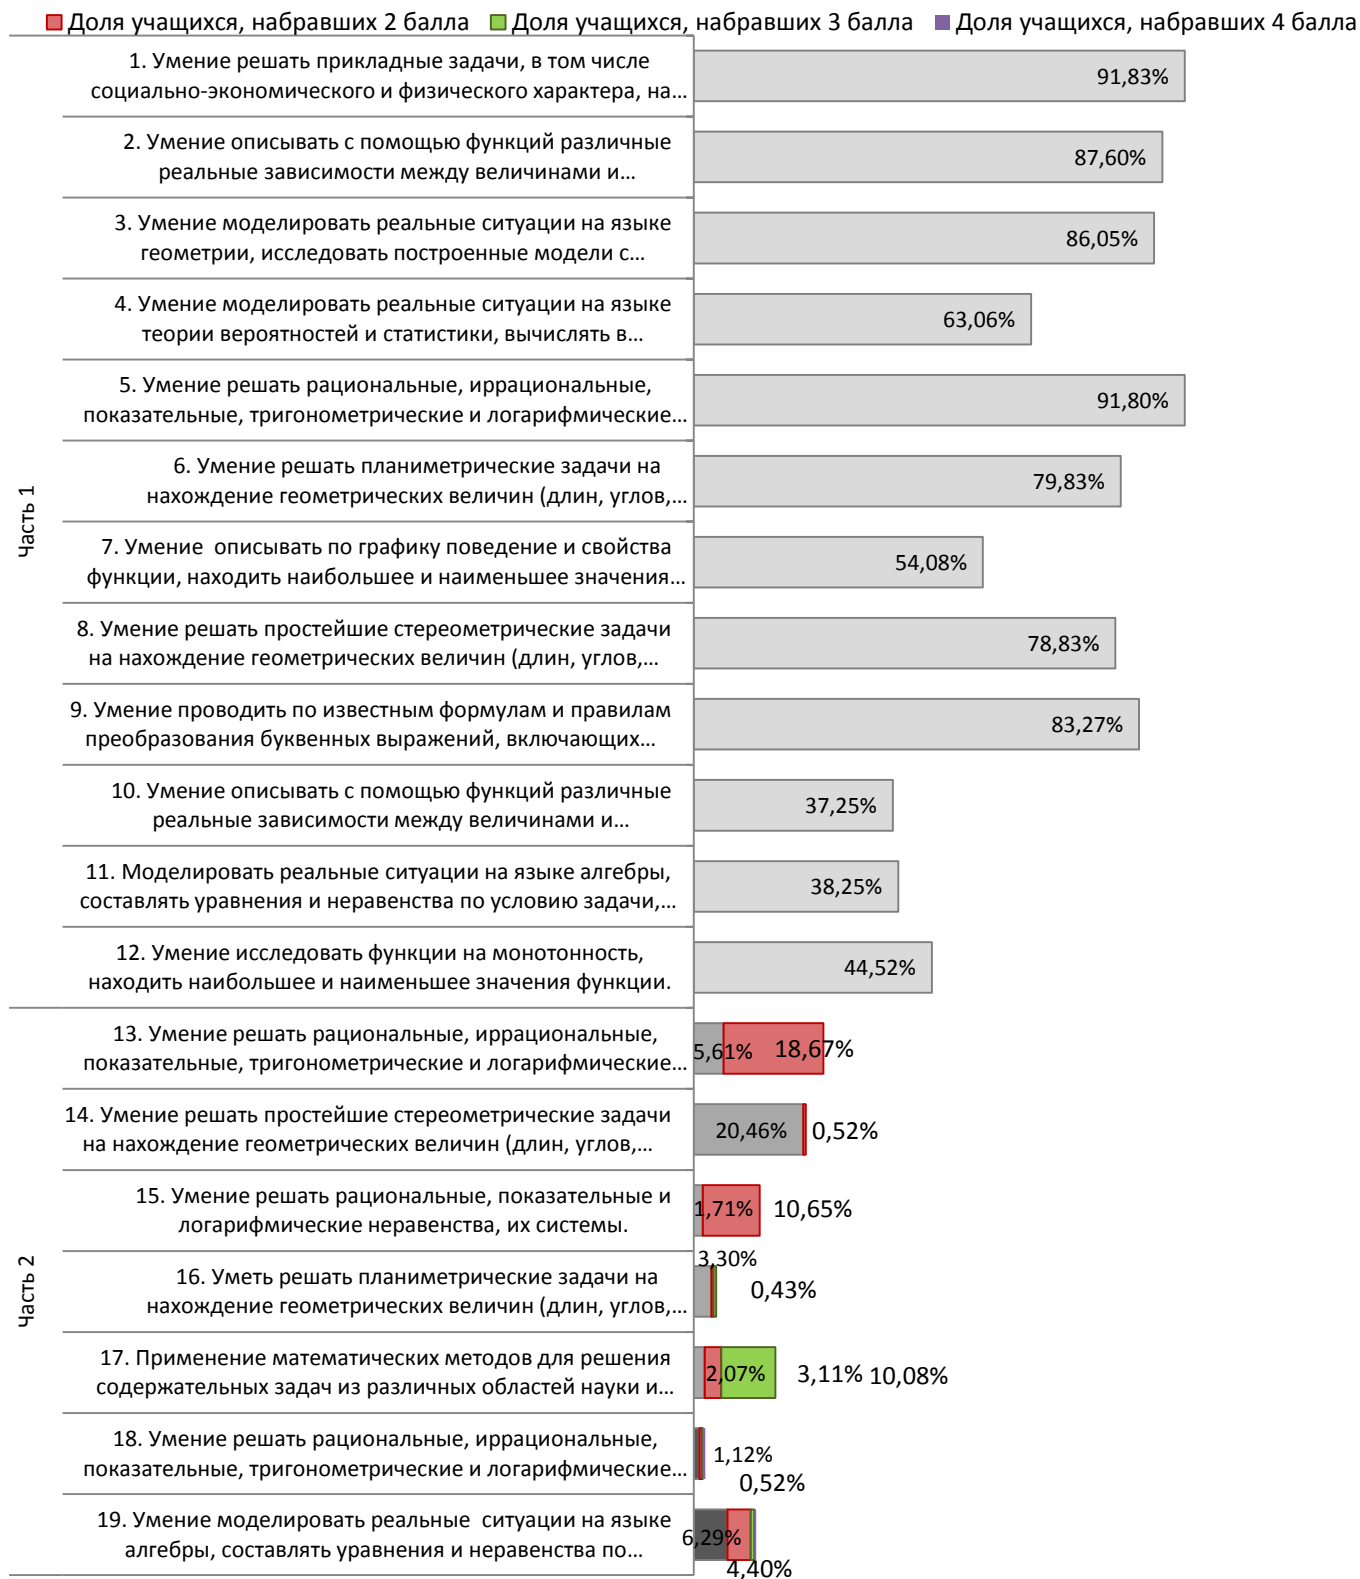 Доля учащихся, набравших 2 балла Доля учащихся, набравших 3 балла Доля учащихся, набравших 4 балла
Часть 1
1. Умение решать прикладные задачи, в том числе
социально-экономического и физического характера, на...
91,83%
2. Умение описывать с помощью функций различные
реальные зависимости между величинами и...
87,60%
3. Умение моделировать реальные ситуации на языке
геометрии, исследовать построенные модели с...
86,05%
4. Умение моделировать реальные ситуации на языке
теории вероятностей и статистики, вычислять в...
63,06%
5. Умение решать рациональные, иррациональные,
показательные, тригонометрические и логарифмические...
91,80%
6. Умение решать планиметрические задачи на
нахождение геометрических величин (длин, углов,...
79,83%
7. Умение  описывать по графику поведение и свойства
функции, находить наибольшее и наименьшее значения...
54,08%
8. Умение решать простейшие стереометрические задачи
на нахождение геометрических величин (длин, углов,...
78,83%
9. Умение проводить по известным формулам и правилам
преобразования буквенных выражений, включающих...
83,27%
10. Умение описывать с помощью функций различные
реальные зависимости между величинами и...
37,25%
11. Моделировать реальные ситуации на языке алгебры,
составлять уравнения и неравенства по условию задачи,...
38,25%
12. Умение исследовать функции на монотонность,
находить наибольшее и наименьшее значения функции.
44,52%
Часть 2
13. Умение решать рациональные, иррациональные,
показательные, тригонометрические и логарифмические...
5,61% 18,67%
14. Умение решать простейшие стереометрические задачи
на нахождение геометрических величин (длин, углов,...
20,46% 0,52%
15. Умение решать рациональные, показательные и
логарифмические неравенства, их системы.
1,71% 10,65%
16. Уметь решать планиметрические задачи на
нахождение геометрических величин (длин, углов,...
3,30%
0,43%
17. Применение математических методов для решения
содержательных задач из различных областей науки и...
2,07% 3,11% 10,08%
18. Умение решать рациональные, иррациональные,
показательные, тригонометрические и логарифмические...
1,12%
0,52%
19. Умение моделировать реальные  ситуации на языке
алгебры, составлять уравнения и неравенства по...
6,29%
4,40%